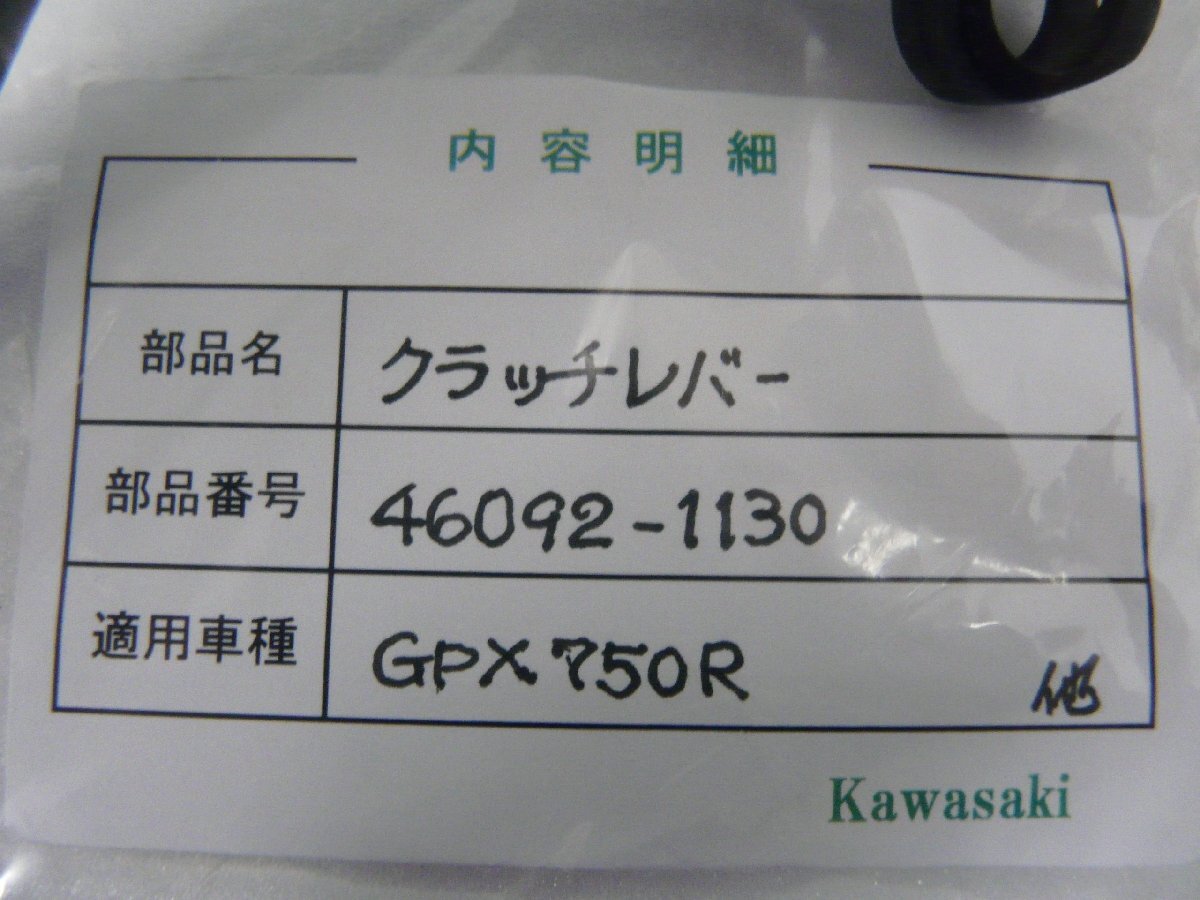 内容明細
部品名 クラッチレバー
部品番号 46092-1130
適用車種 GPX750R 他
Kawasaki